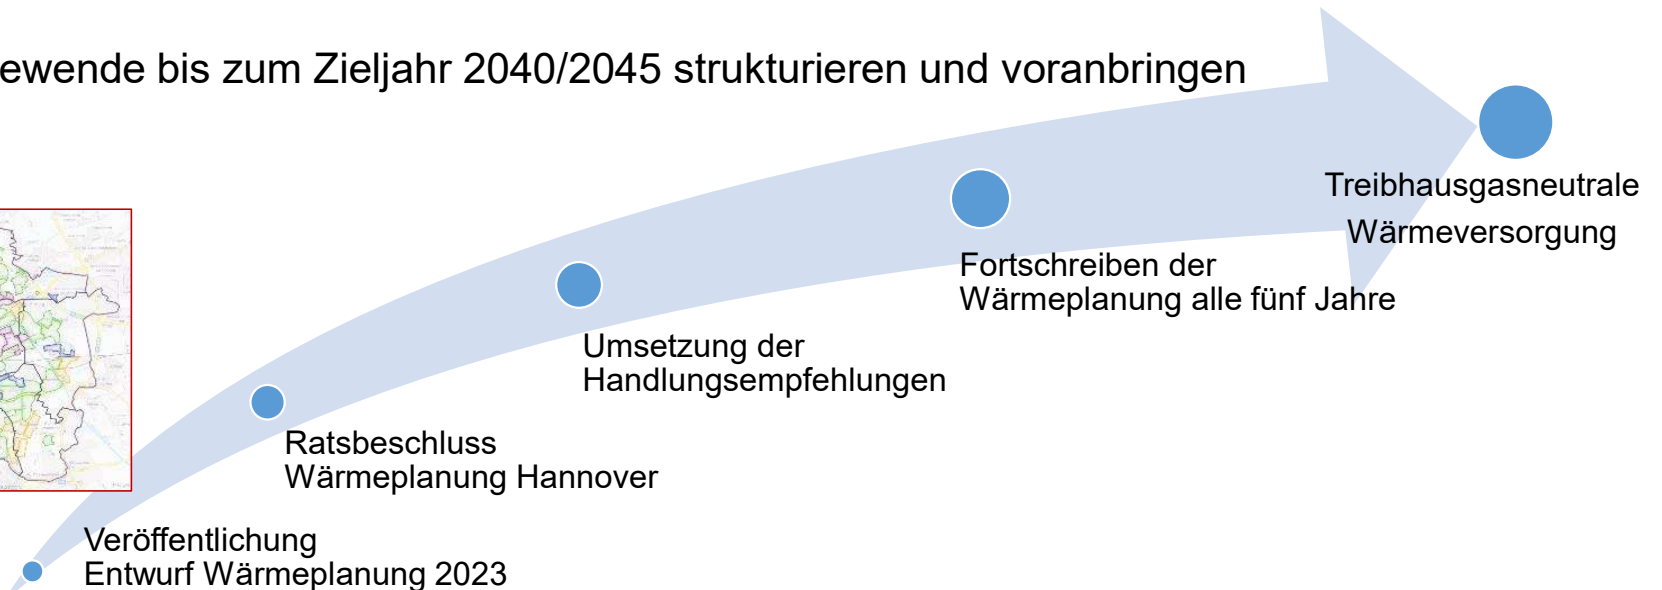 ewende bis zum Zieljahr 2040/2045 strukturieren und voranbringen
Treibhausgasneutrale
Wärmeversorgung
Fortschreiben der
Wärmeplanung alle fünf Jahre
Umsetzung der
Handlungsempfehlungen
Ratsbeschluss
Wärmeplanung Hannover
Veröffentlichung
Entwurf Wärmeplanung 2023